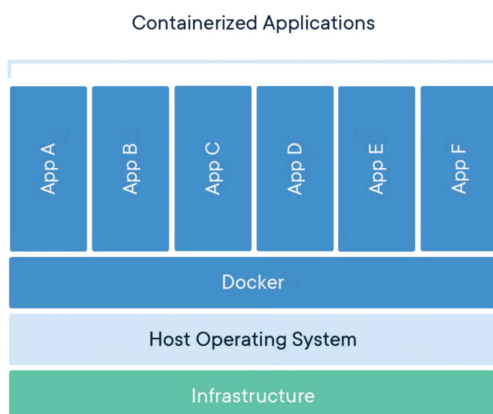 Containerized Applications
App A
App B
App C
App D
App E
App F
Docker
Host Operating System
Infrastructure